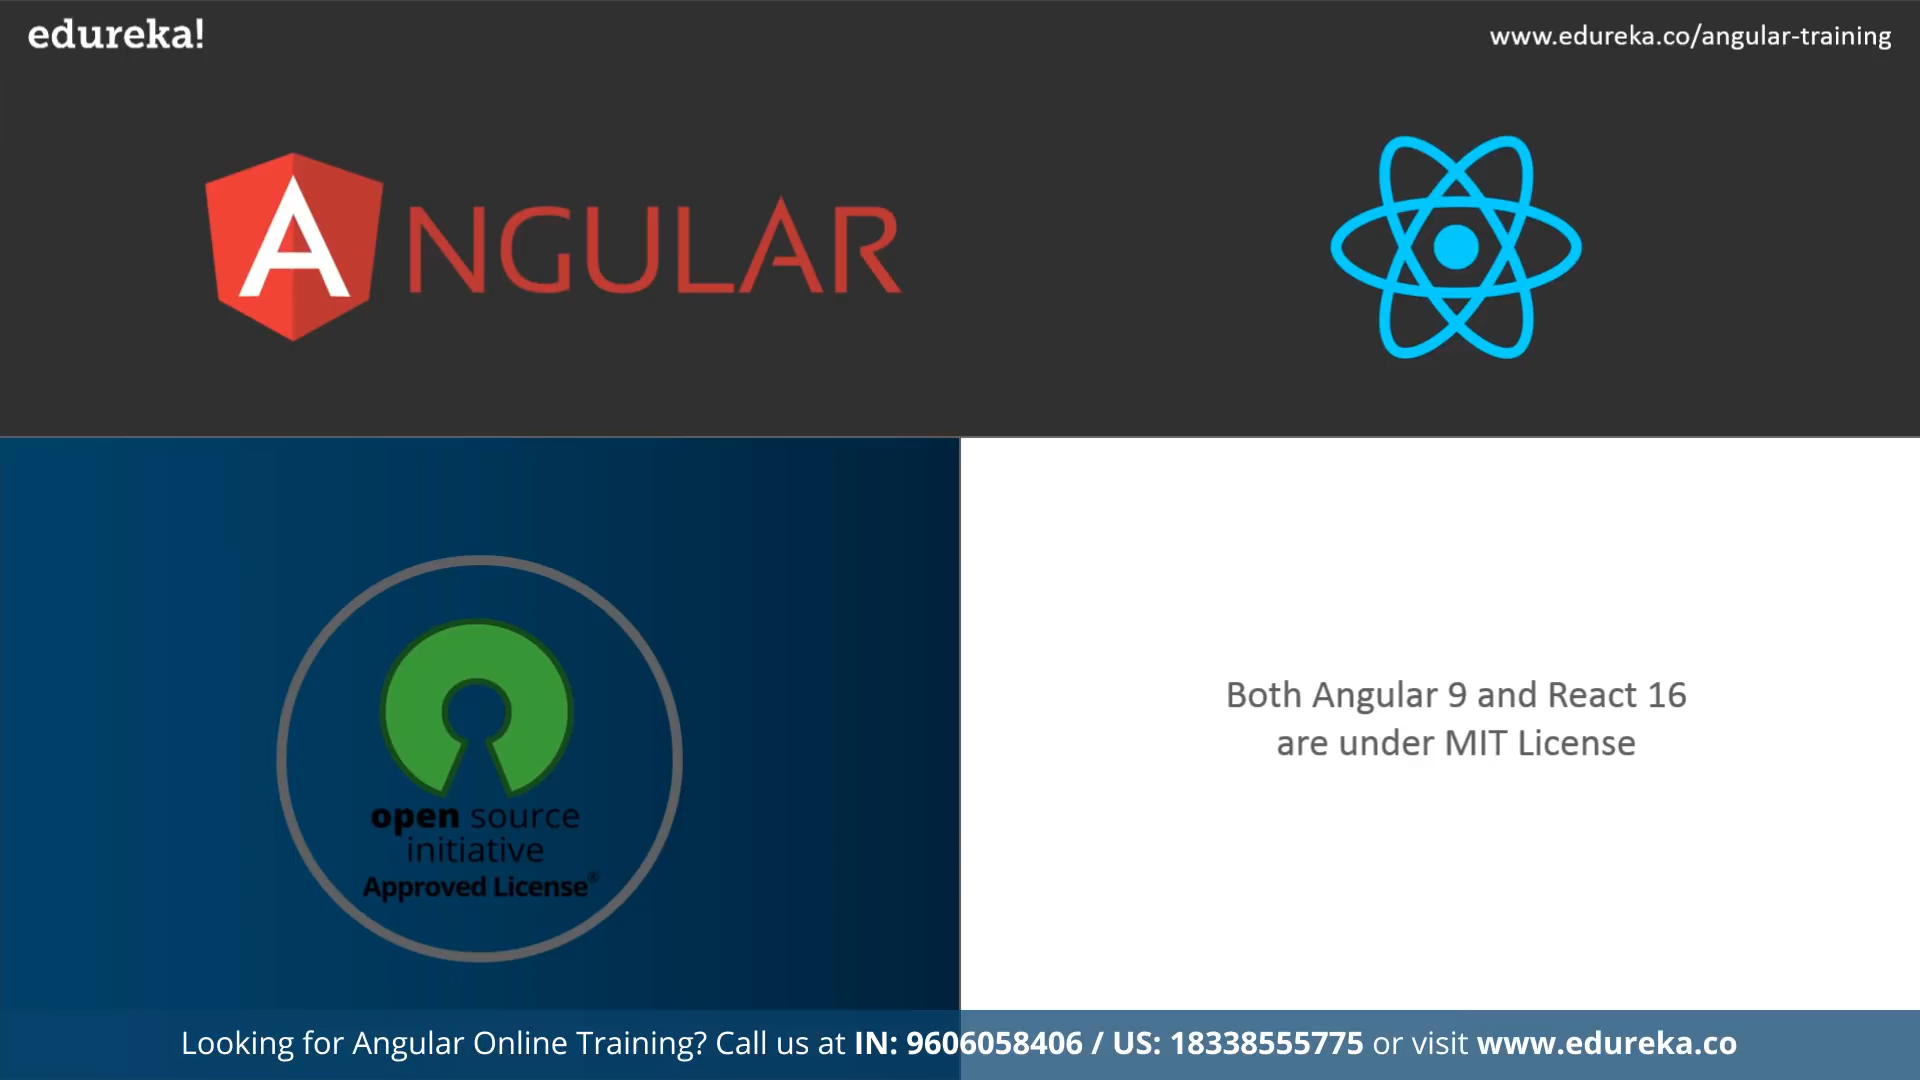 edureka!
www.edureka.co/angular-training
ANGULAR
Both Angular 9 and React 16
are under MIT License
open source
initiative
Approved License®
Looking for Angular Online Training? Call us at IN: 9606058406 / US: 18338555775 or visit www.edureka.co